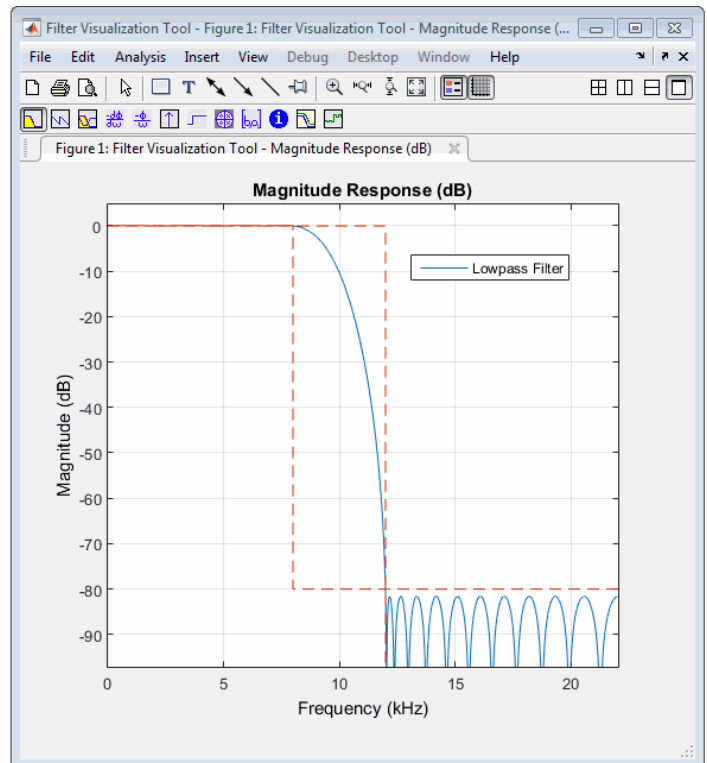 Filter Visualization Tool - Figure 1: Filter Visualization Tool - Magnitude Response (...
File Edit Analysis Insert View Debug Desktop Window Help
Figure 1: Filter Visualization Tool - Magnitude Response (dB)
Magnitude Response (dB)
Lowpass Filter
Magnitude (dB)
0
-10
-20
-30
-40
-50
-60
-70
-80
-90
0 5 10 15 20
Frequency (kHz)